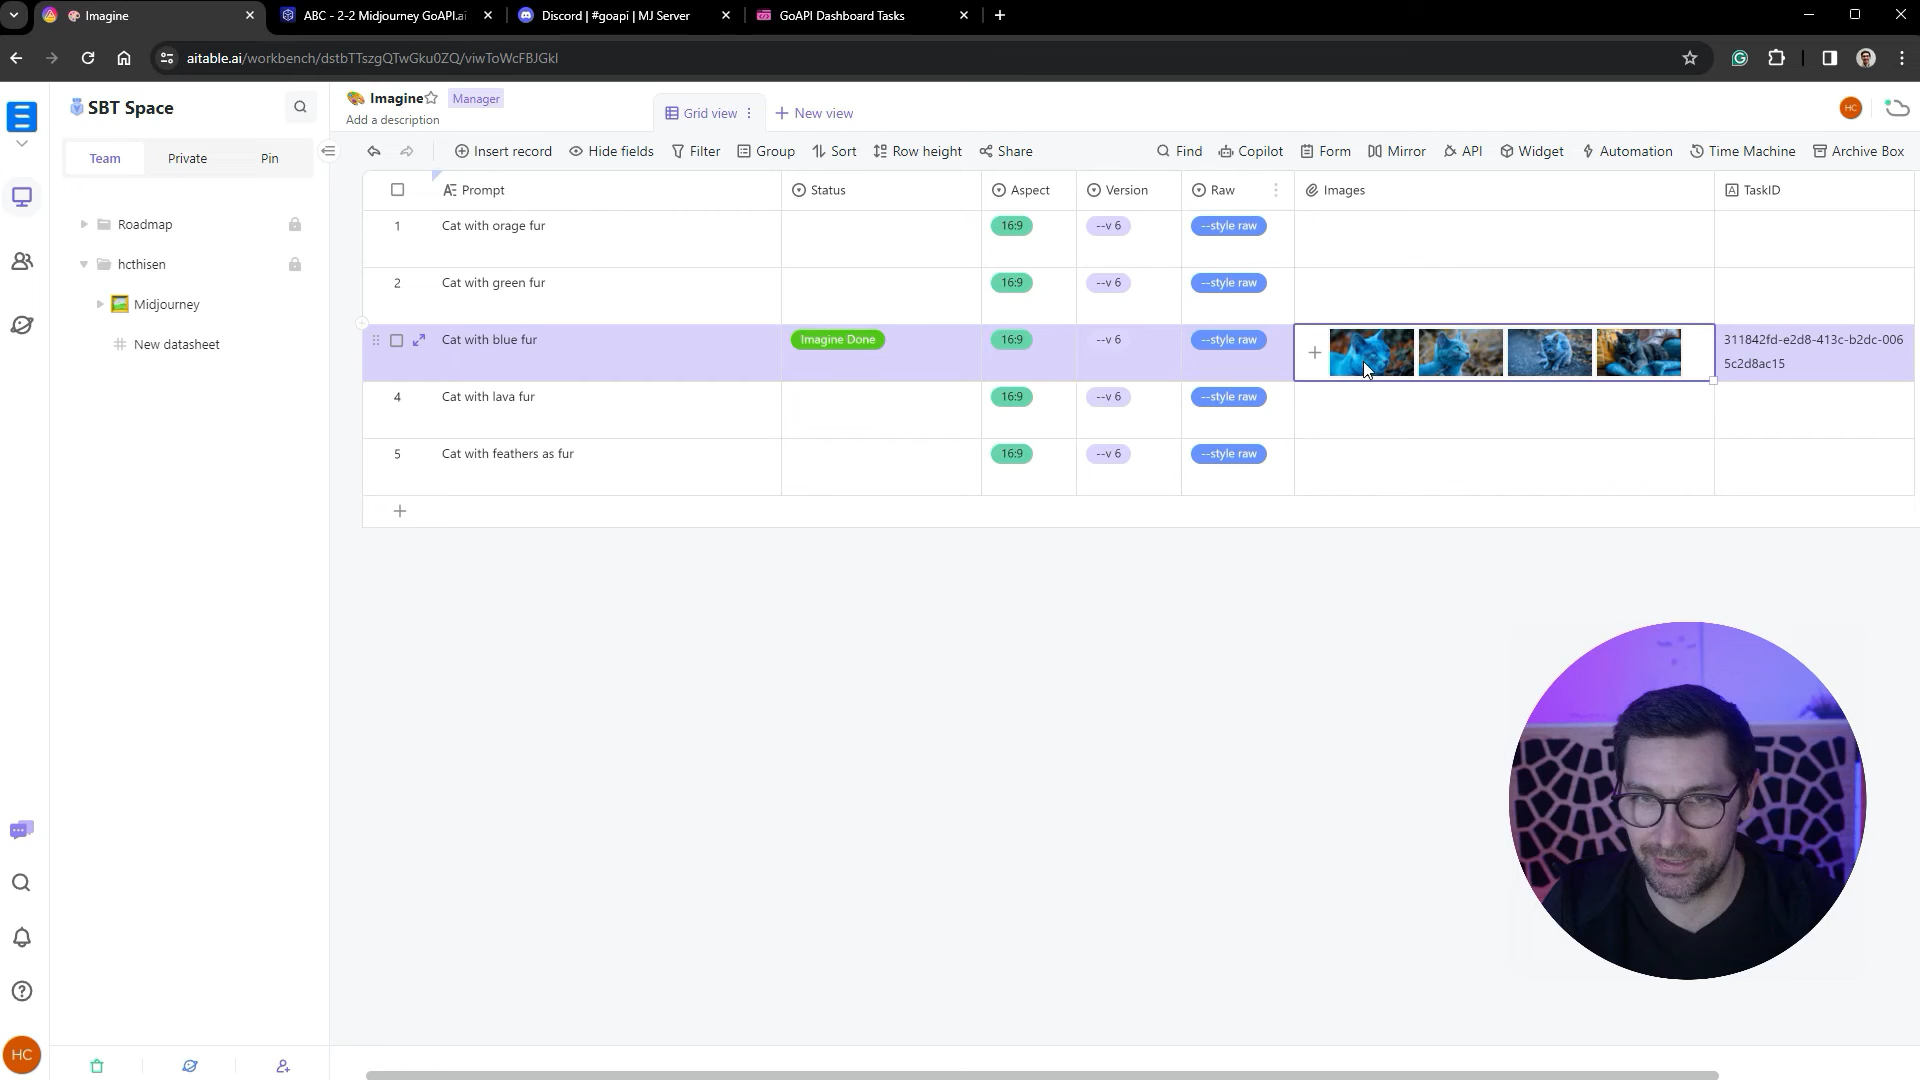 Imagine
ABC - 2-2 Midjourney GoAPI.ai
Discord | #goapi | MJ Server
GoAPI Dashboard Tasks
aitable.ai/workbench/dstbTTszgQTwGku0ZQ/viwToWcFBJGkl
SBT Space
Imagine
Manager
Add a description
Grid view
New view
HC
Team
Private
Pin
Insert record
Hide fields
Filter
Group
Sort
Row height
Share
Find
Copilot
Form
Mirror
API
Widget
Automation
Time Machine
Archive Box
Prompt
Status
Aspect
Version
Raw
Images
TaskID
1 Cat with orage fur 16:9 --v 6 --style raw
2 Cat with green fur 16:9 --v 6 --style raw
Cat with blue fur Imagine Done 16:9 --v 6 --style raw 311842fd-e2d8-413c-b2dc-006
5c2d8ac15
4 Cat with lava fur 16:9 --v 6 --style raw
5 Cat with feathers as fur 16:9 --v 6 --style raw
Roadmap
hcthisen
Midjourney
New datasheet
HC